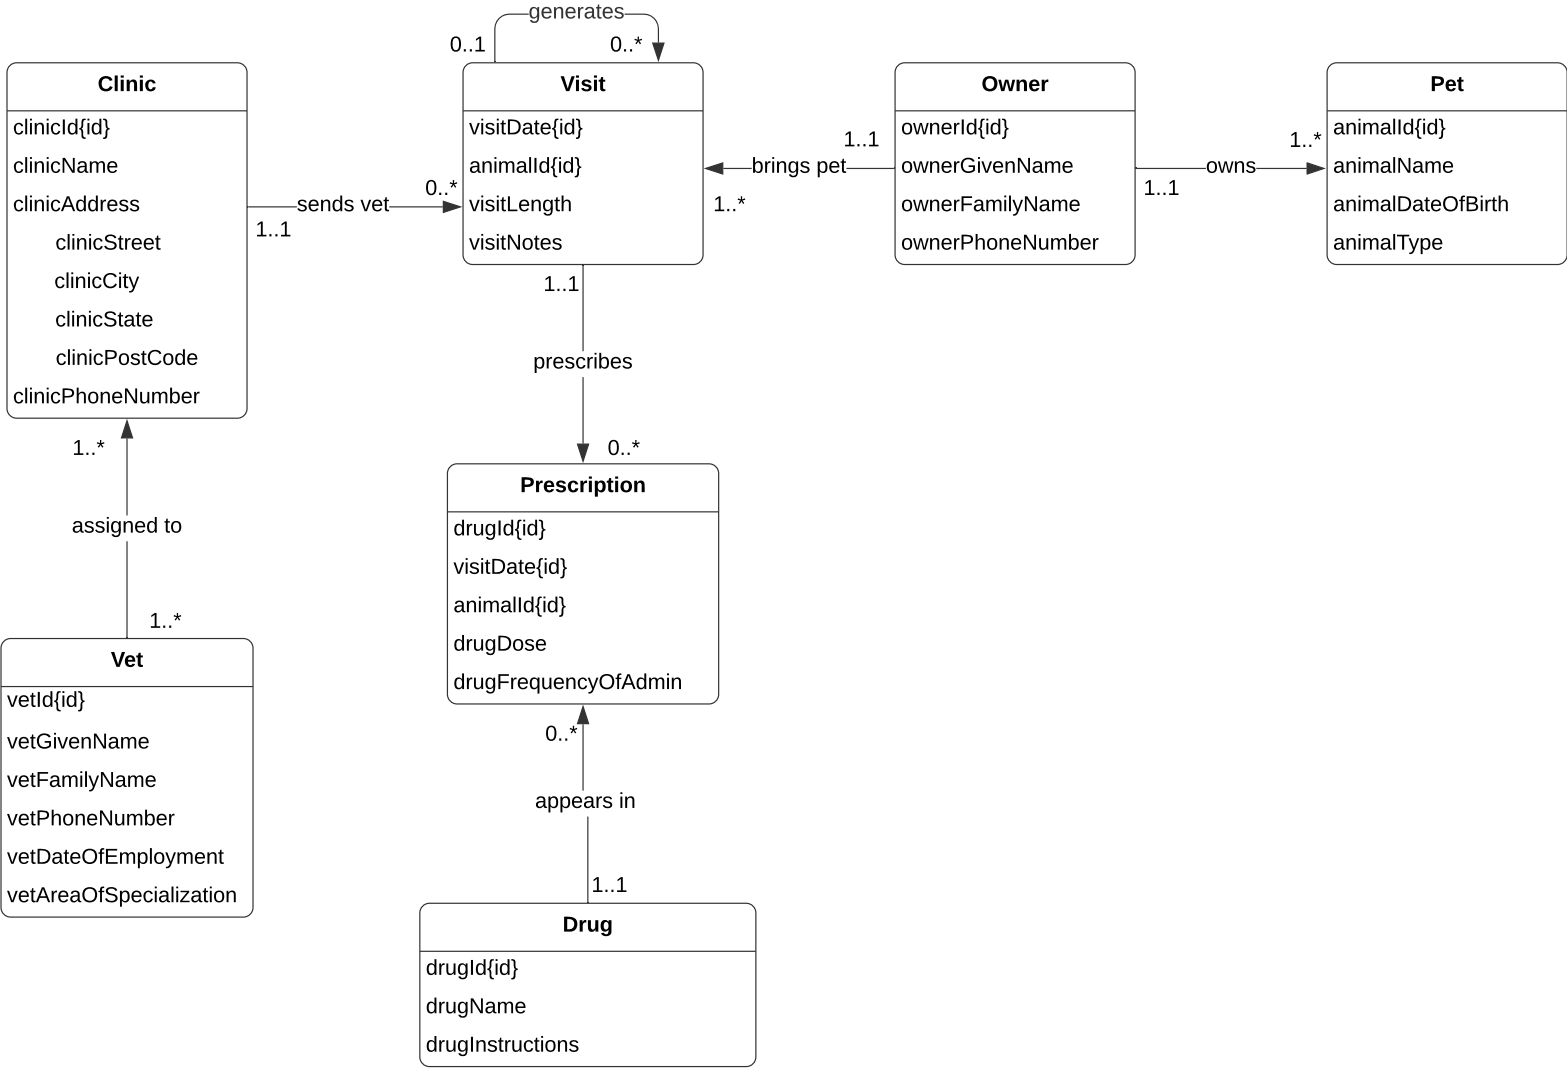 generates
0..1
0..*
Clinic
clinicId{id}
clinicName
clinicAddress
clinicStreet
clinicCity
clinicState
clinicPostCode
clinicPhoneNumber
sends vet
1..1
0..*
Visit
visitDate{id}
animalId{id}
visitLength
visitNotes
brings pet
1..1
1..*
Owner
ownerId{id}
ownerGivenName
ownerFamilyName
ownerPhoneNumber
owns
1..1
1..*
Pet
animalId{id}
animalName
animalDateOfBirth
animalType
1..1
prescribes
0..*
1..*
assigned to
1..*
Prescription
drugId{id}
visitDate{id}
animalId{id}
drugDose
drugFrequencyOfAdmin
Vet
vetId{id}
vetGivenName
vetFamilyName
vetPhoneNumber
vetDateOfEmployment
vetAreaOfSpecialization
0..*
appears in
1..1
Drug
drugId{id}
drugName
drugInstructions